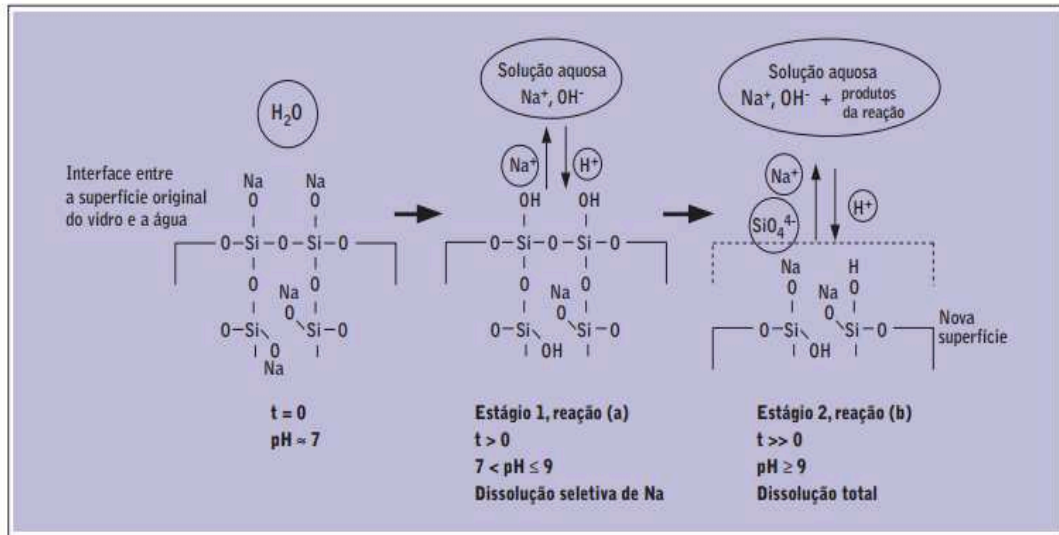 H₂O
Interface entre
a superfície original
do vidro e a água
Na Na
O O
O–Si–O–Si–O
O O
Na
O
O–Si Si–O
O
Na
t = 0
pH ≈ 7
Solução aquosa
Na⁺, OH⁻
Na⁺ H⁺
OH OH
O–Si–O–Si–O
O O
Na
O
O–Si Si–O
OH
Estágio 1, reação (a)
t > 0
7 < pH ≤ 9
Dissolução seletiva de Na
Solução aquosa
Na⁺, OH⁻ + produtos
da reação
Na⁺
H⁺
SiO₄⁴⁻
Na H
O Na O
O
O–Si Si–O
OH
Nova
superfície
Estágio 2, reação (b)
t >> 0
pH ≥ 9
Dissolução total